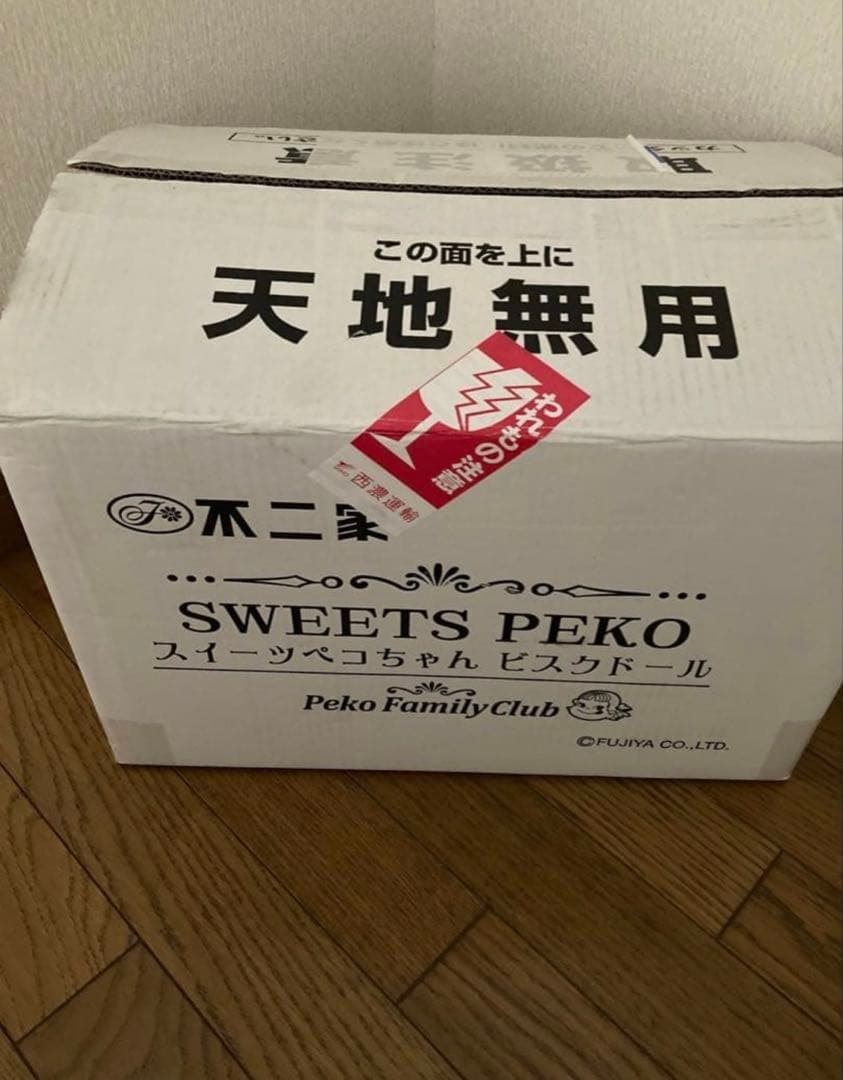 この面を上に
天地無用
われもの注意
西濃運輸
不二家
SWEETS PEKO
スイーツペコちゃん ビスクドール
Peko Family Club
©FUJIYA CO.,LTD.